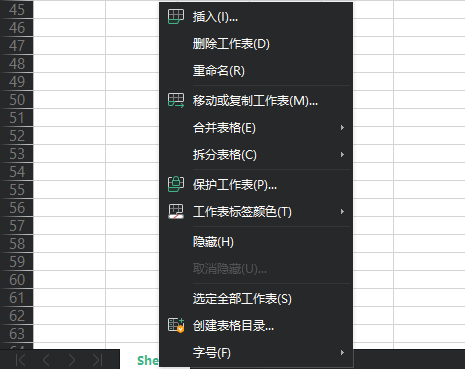 45
46
47
48
49
50
51
52
53
54
55
56
57
58
59
60
61
62
63
插入(I)...
删除工作表(D)
重命名(R)
移动或复制工作表(M)...
合并表格(E)
拆分表格(C)
保护工作表(P)...
工作表标签颜色(T)
隐藏(H)
取消隐藏(U)...
选定全部工作表(S)
创建表格目录...
字号(F)
She